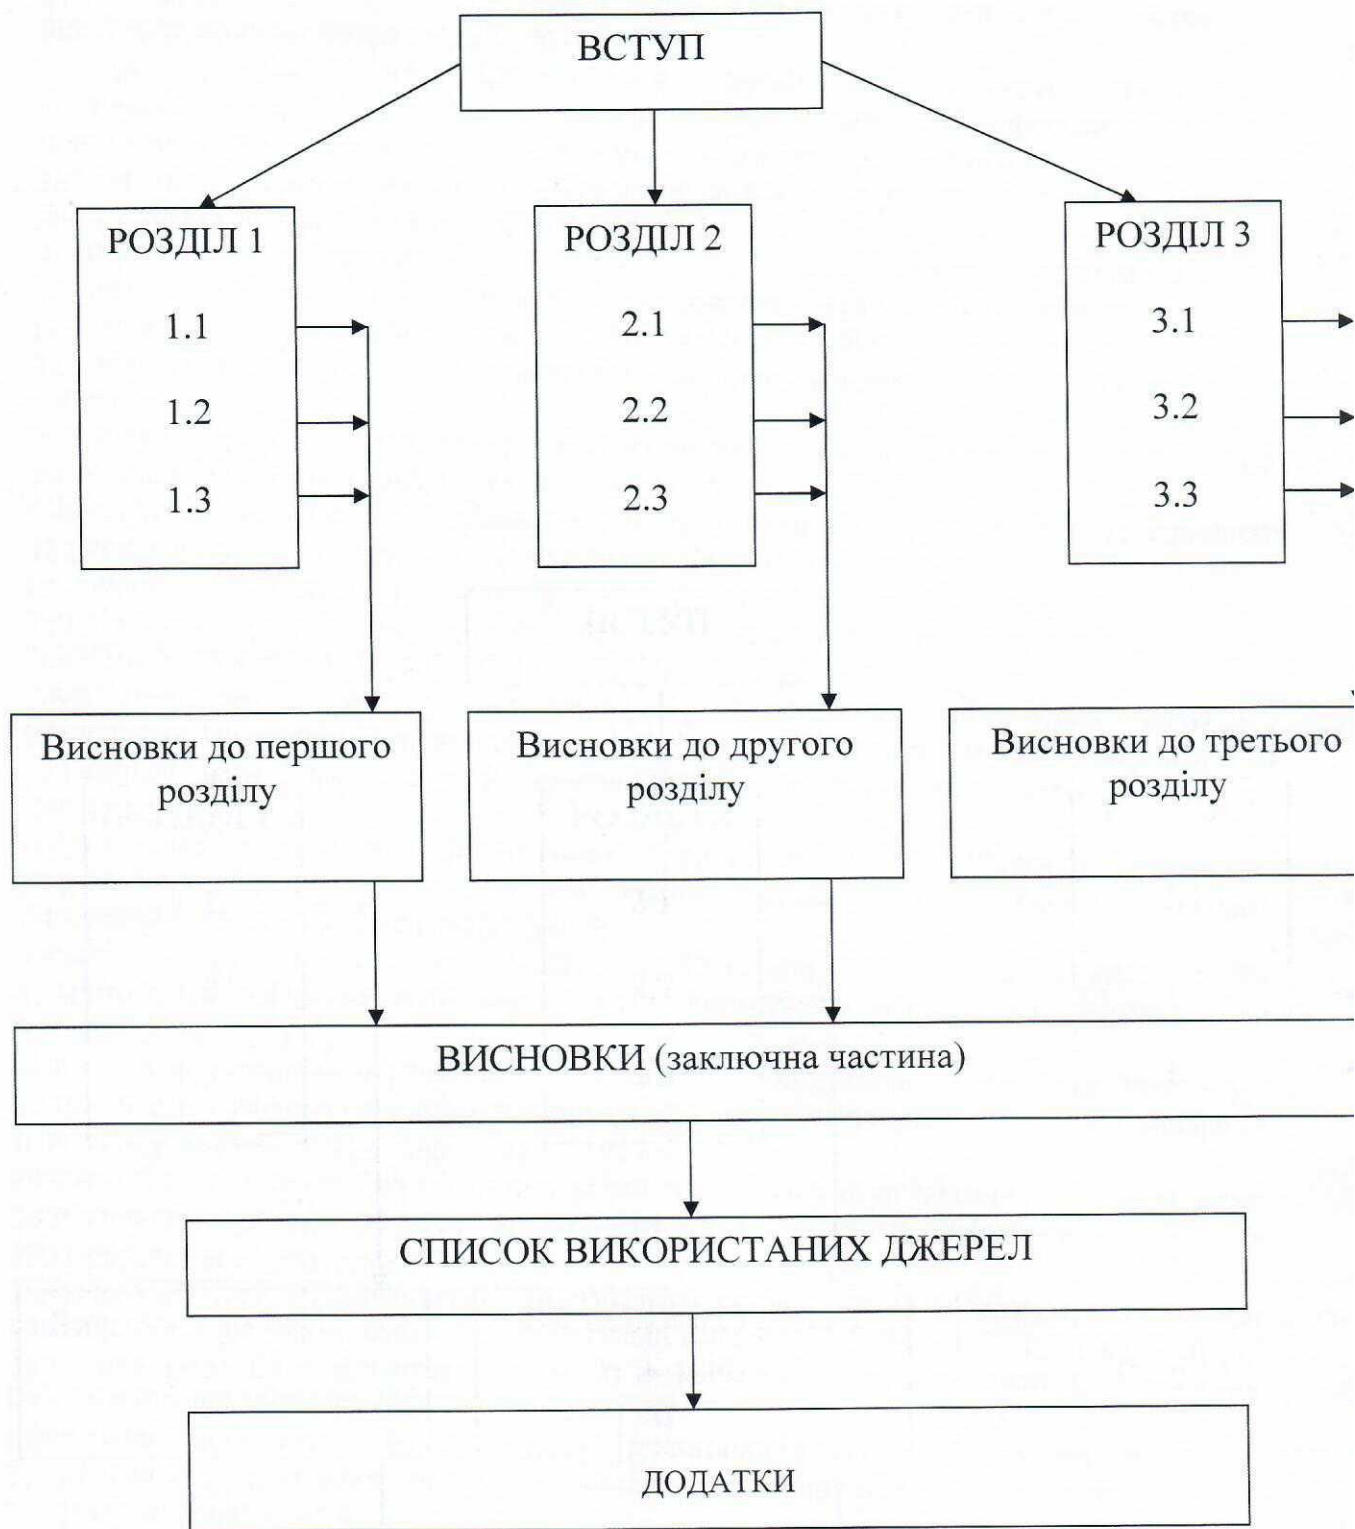 ВСТУП
РОЗДІЛ 1
1.1
1.2
1.3
РОЗДІЛ 2
2.1
2.2
2.3
РОЗДІЛ 3
3.1
3.2
3.3
Висновки до першого
розділу
Висновки до другого
розділу
Висновки до третього
розділу
ВИСНОВКИ (заключна частина)
СПИСОК ВИКОРИСТАНИХ ДЖЕРЕЛ
ДОДАТКИ